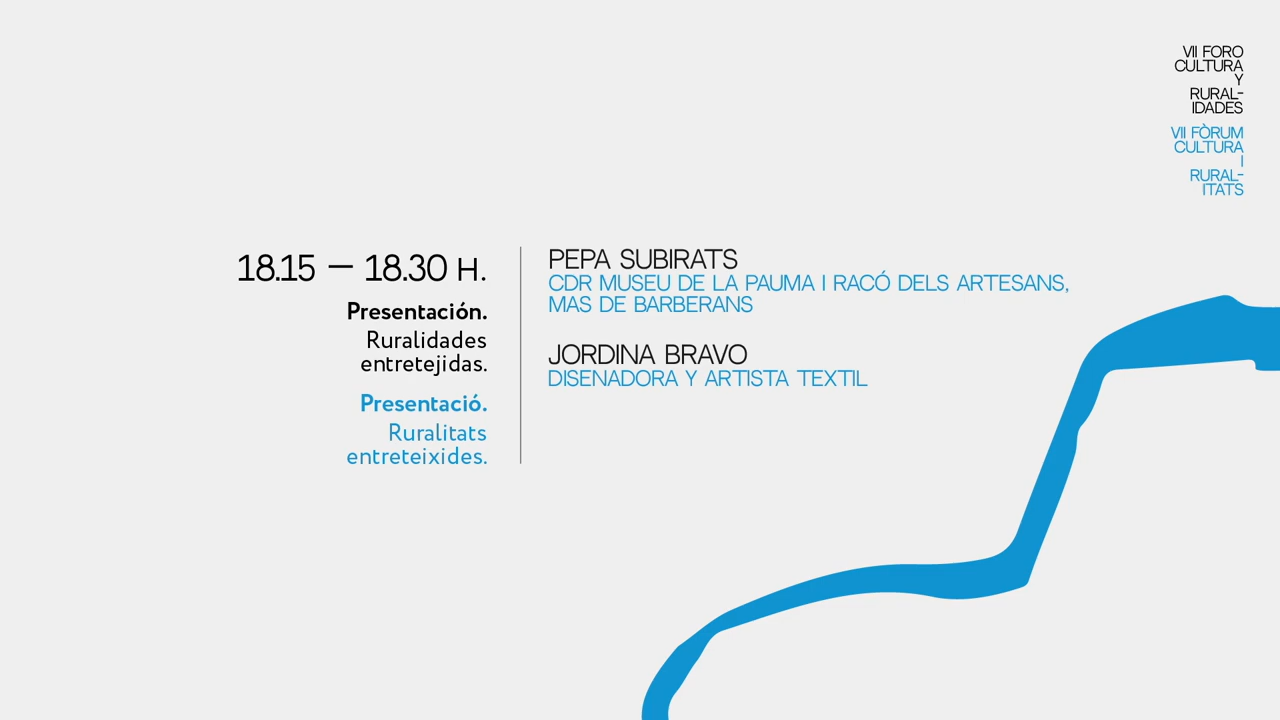 VII FORO
CULTURA
Y
RURAL-
IDADES
VII FÒRUM
CULTURA
I
RURAL-
ITATS
18.15 — 18.30 H.
Presentación.
Ruralidades
entretejidas.
Presentació.
Ruralitats
entreteixides.
PEPA SUBIRATS
CDR MUSEU DE LA PAUMA I RACÓ DELS ARTESANS,
MAS DE BARBERANS
JORDINA BRAVO
DISENADORA Y ARTISTA TEXTIL